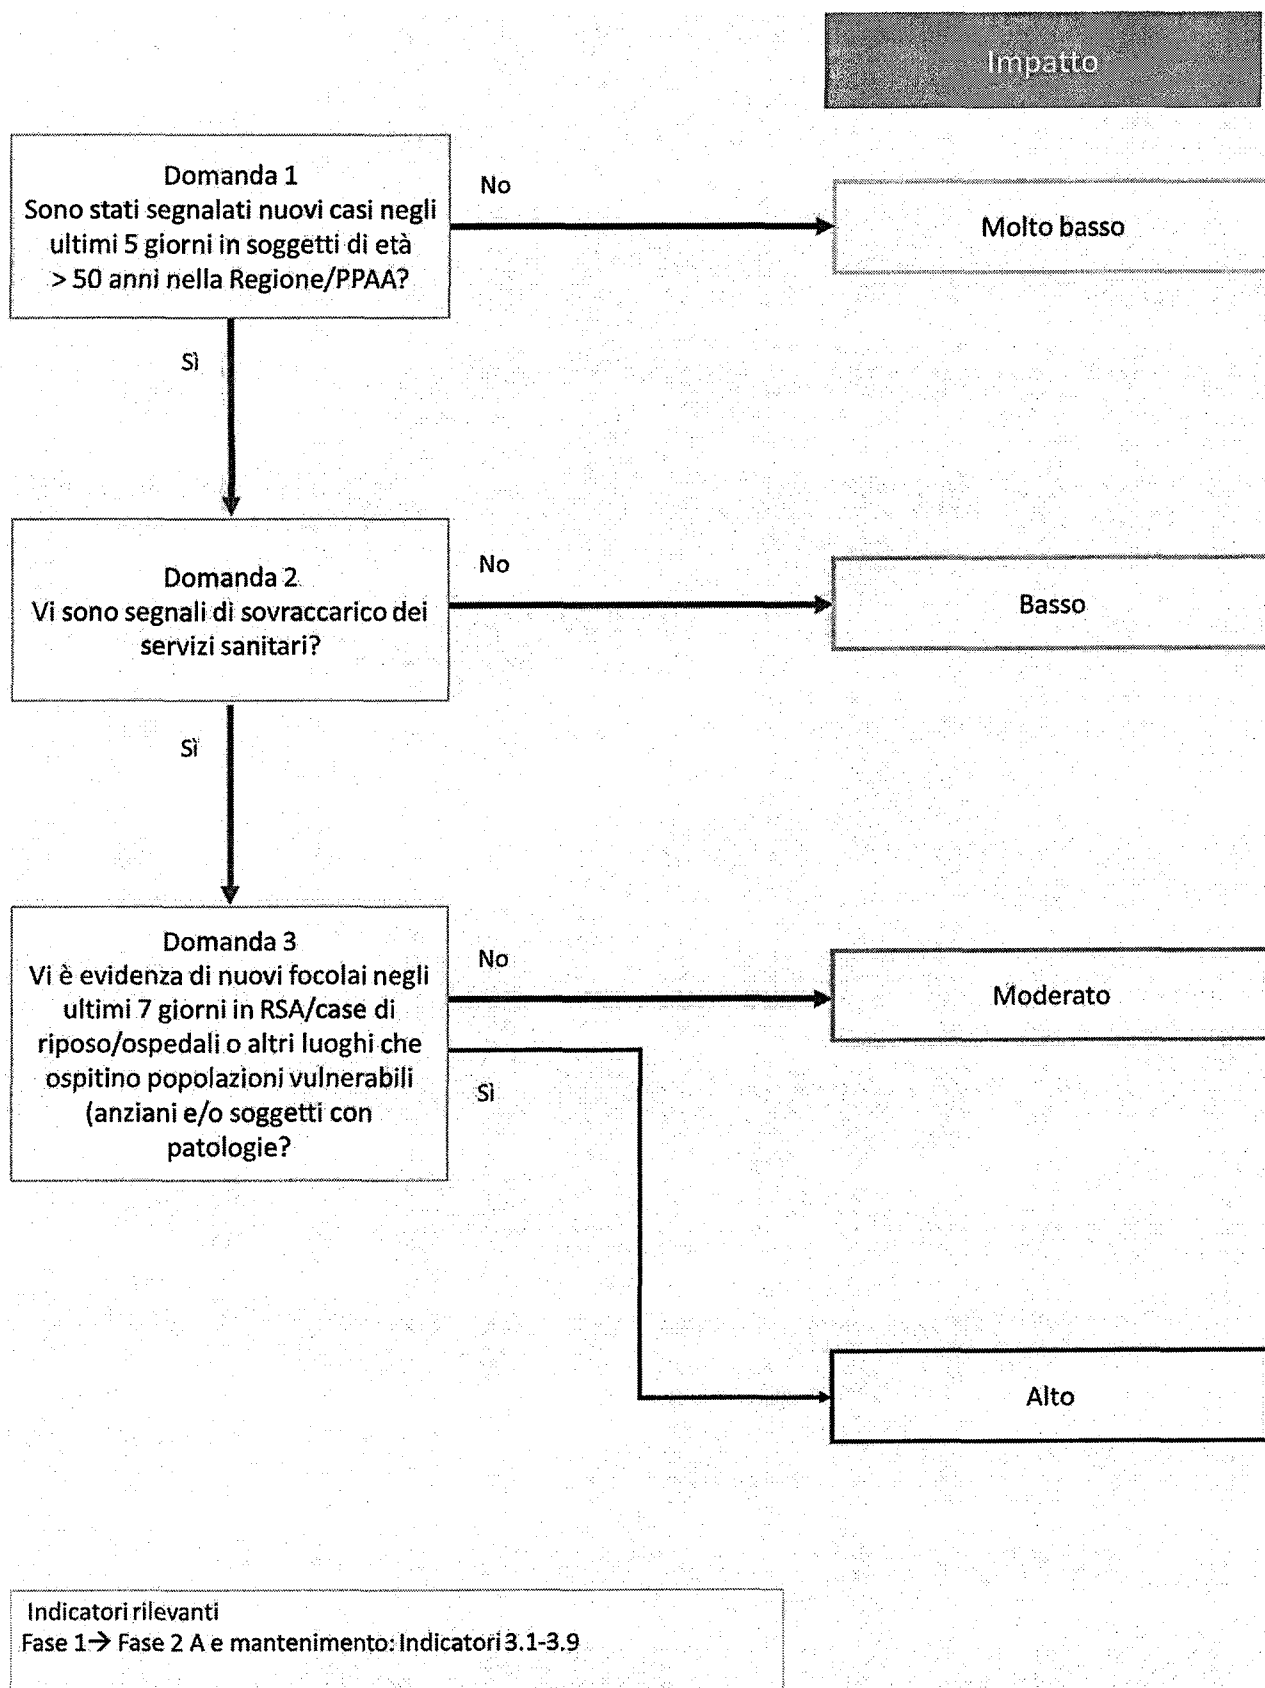 Impatto
Domanda 1
Sono stati segnalati nuovi casi negli
ultimi 5 giorni in soggetti di età
> 50 anni nella Regione/PPAA?
No
Molto basso
Sì
Domanda 2
Vi sono segnali di sovraccarico dei
servizi sanitari?
No
Basso
Sì
Domanda 3
Vi è evidenza di nuovi focolai negli
ultimi 7 giorni in RSA/case di
riposo/ospedali o altri luoghi che
ospitino popolazioni vulnerabili
(anziani e/o soggetti con
patologie?
No
Moderato
Sì
Alto
Indicatori rilevanti
Fase 1→ Fase 2 A e mantenimento: Indicatori 3.1-3.9